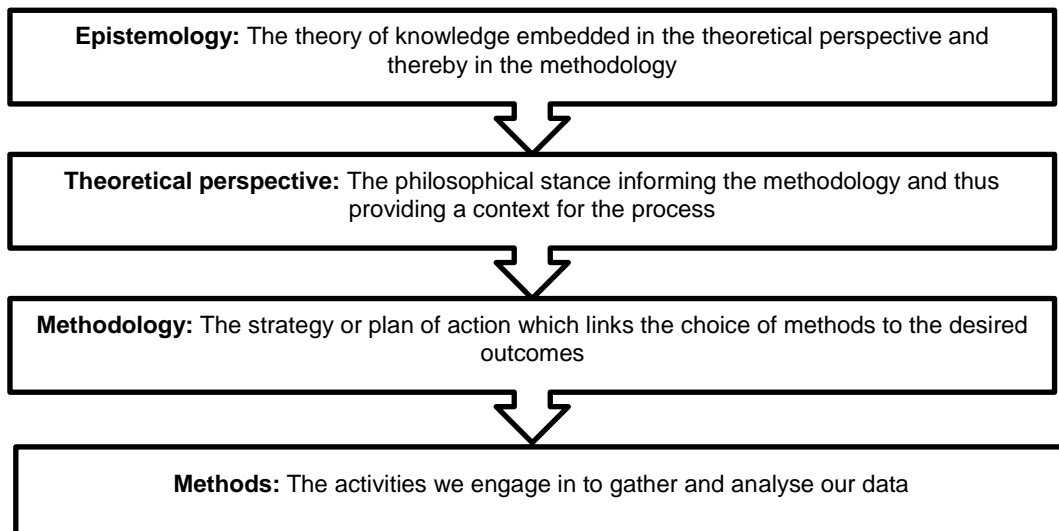 Epistemology: The theory of knowledge embedded in the theoretical perspective and
thereby in the methodology
Theoretical perspective: The philosophical stance informing the methodology and thus
providing a context for the process
Methodology: The strategy or plan of action which links the choice of methods to the desired
outcomes
Methods: The activities we engage in to gather and analyse our data